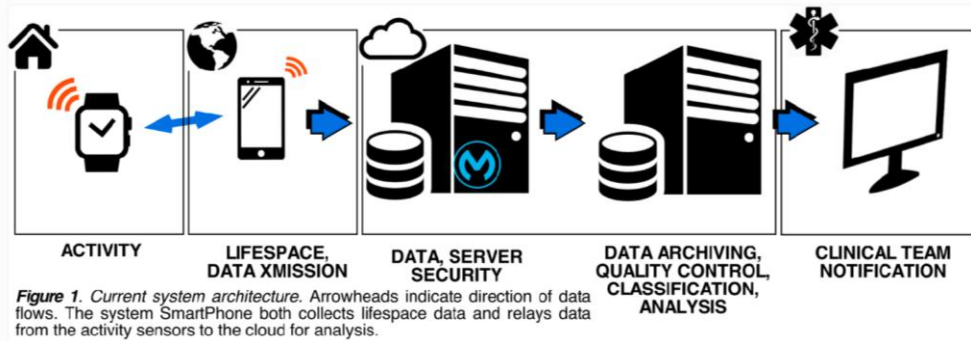 ACTIVITY
LIFESPACE,
DATA XMISSION
DATA, SERVER
SECURITY
DATA ARCHIVING,
QUALITY CONTROL,
CLASSIFICATION,
ANALYSIS
CLINICAL TEAM
NOTIFICATION
Figure 1. Current system architecture. Arrowheads indicate direction of data
flows. The system SmartPhone both collects lifespace data and relays data
from the activity sensors to the cloud for analysis.